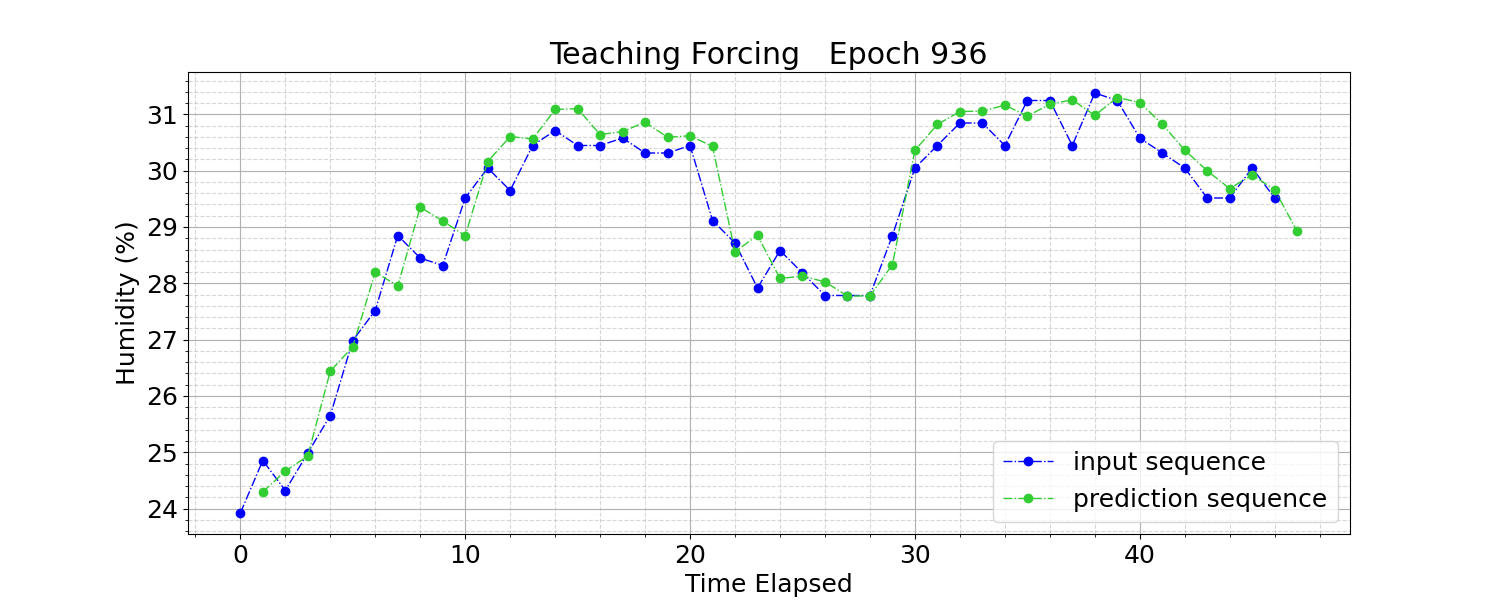 Teaching Forcing   Epoch 936
Humidity (%)
31
30
29
28
27
26
25
24
input sequence
prediction sequence
0 10 20 30 40
Time Elapsed